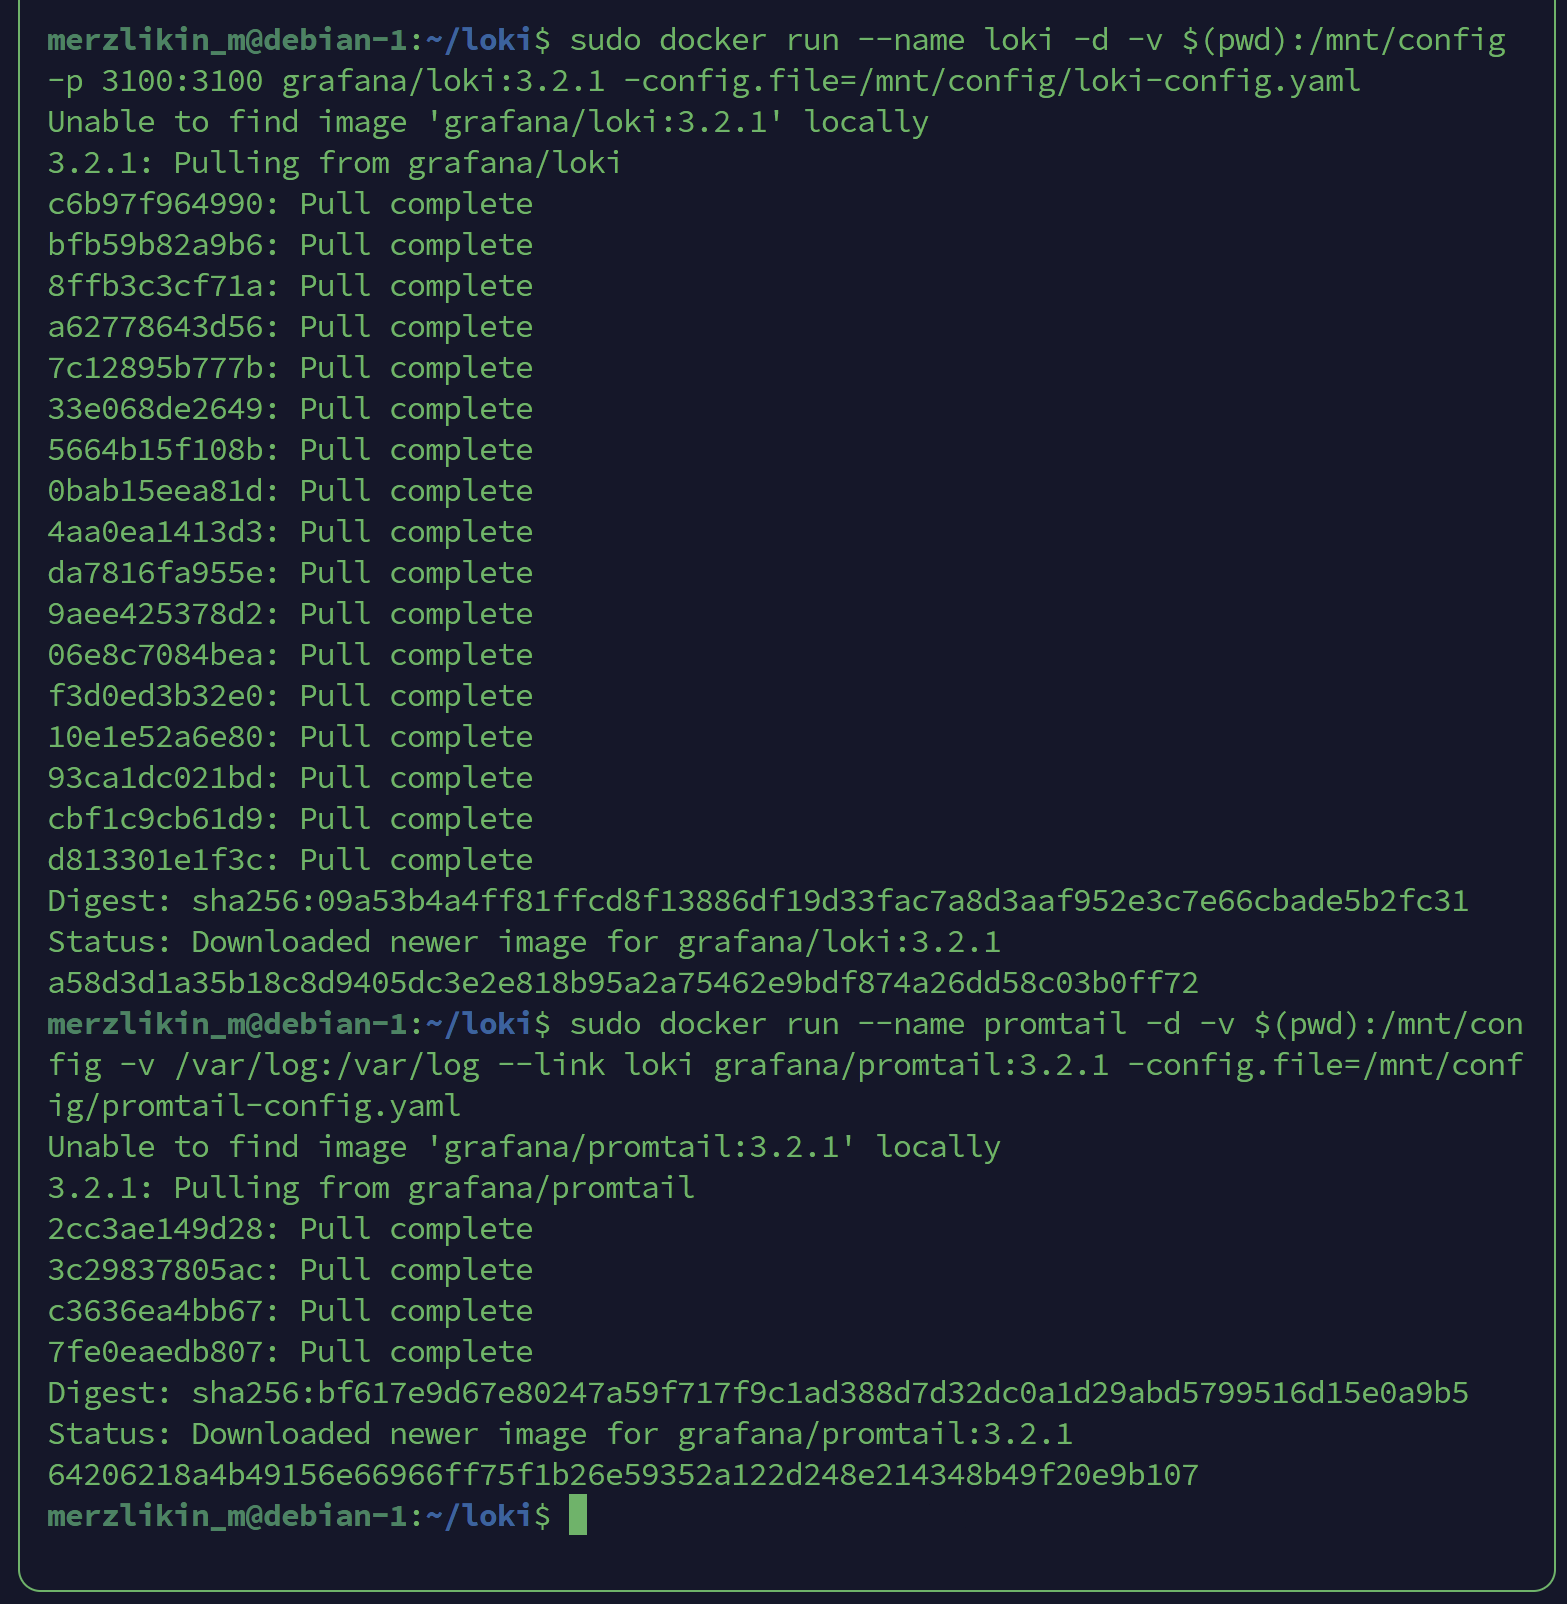 merzlikin_m@debian-1:~/loki$ sudo docker run --name loki -d -v $(pwd):/mnt/config
-p 3100:3100 grafana/loki:3.2.1 -config.file=/mnt/config/loki-config.yaml
Unable to find image 'grafana/loki:3.2.1' locally
3.2.1: Pulling from grafana/loki
c6b97f964990: Pull complete
bfb59b82a9b6: Pull complete
8ffb3c3cf71a: Pull complete
a62778643d56: Pull complete
7c12895b777b: Pull complete
33e068de2649: Pull complete
5664b15f108b: Pull complete
0bab15eea81d: Pull complete
4aa0ea1413d3: Pull complete
da7816fa955e: Pull complete
9aee425378d2: Pull complete
06e8c7084bea: Pull complete
f3d0ed3b32e0: Pull complete
10e1e52a6e80: Pull complete
93ca1dc021bd: Pull complete
cbf1c9cb61d9: Pull complete
d813301e1f3c: Pull complete
Digest: sha256:09a53b4a4ff81ffcd8f13886df19d33fac7a8d3aaf952e3c7e66cbade5b2fc31
Status: Downloaded newer image for grafana/loki:3.2.1
a58d3d1a35b18c8d9405dc3e2e818b95a2a75462e9bdf874a26dd58c03b0ff72
merzlikin_m@debian-1:~/loki$ sudo docker run --name promtail -d -v $(pwd):/mnt/con
fig -v /var/log:/var/log --link loki grafana/promtail:3.2.1 -config.file=/mnt/conf
ig/promtail-config.yaml
Unable to find image 'grafana/promtail:3.2.1' locally
3.2.1: Pulling from grafana/promtail
2cc3ae149d28: Pull complete
3c29837805ac: Pull complete
c3636ea4bb67: Pull complete
7fe0eaedb807: Pull complete
Digest: sha256:bf617e9d67e80247a59f717f9c1ad388d7d32dc0a1d29abd5799516d15e0a9b5
Status: Downloaded newer image for grafana/promtail:3.2.1
64206218a4b49156e66966ff75f1b26e59352a122d248e214348b49f20e9b107
merzlikin_m@debian-1:~/loki$